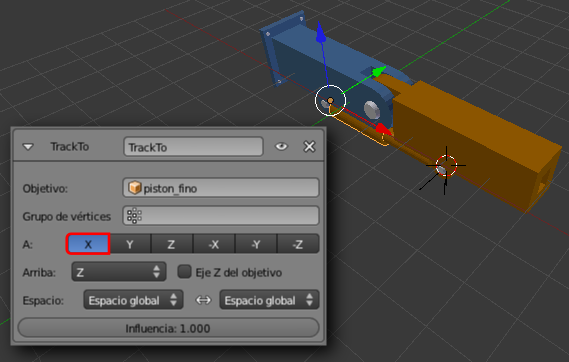 TrackTo TrackTo
Objetivo: piston_fino
Grupo de vértices
A: X Y Z -X -Y -Z
Arriba: Z Eje Z del objetivo
Espacio: Espacio global Espacio global
Influencia: 1.000